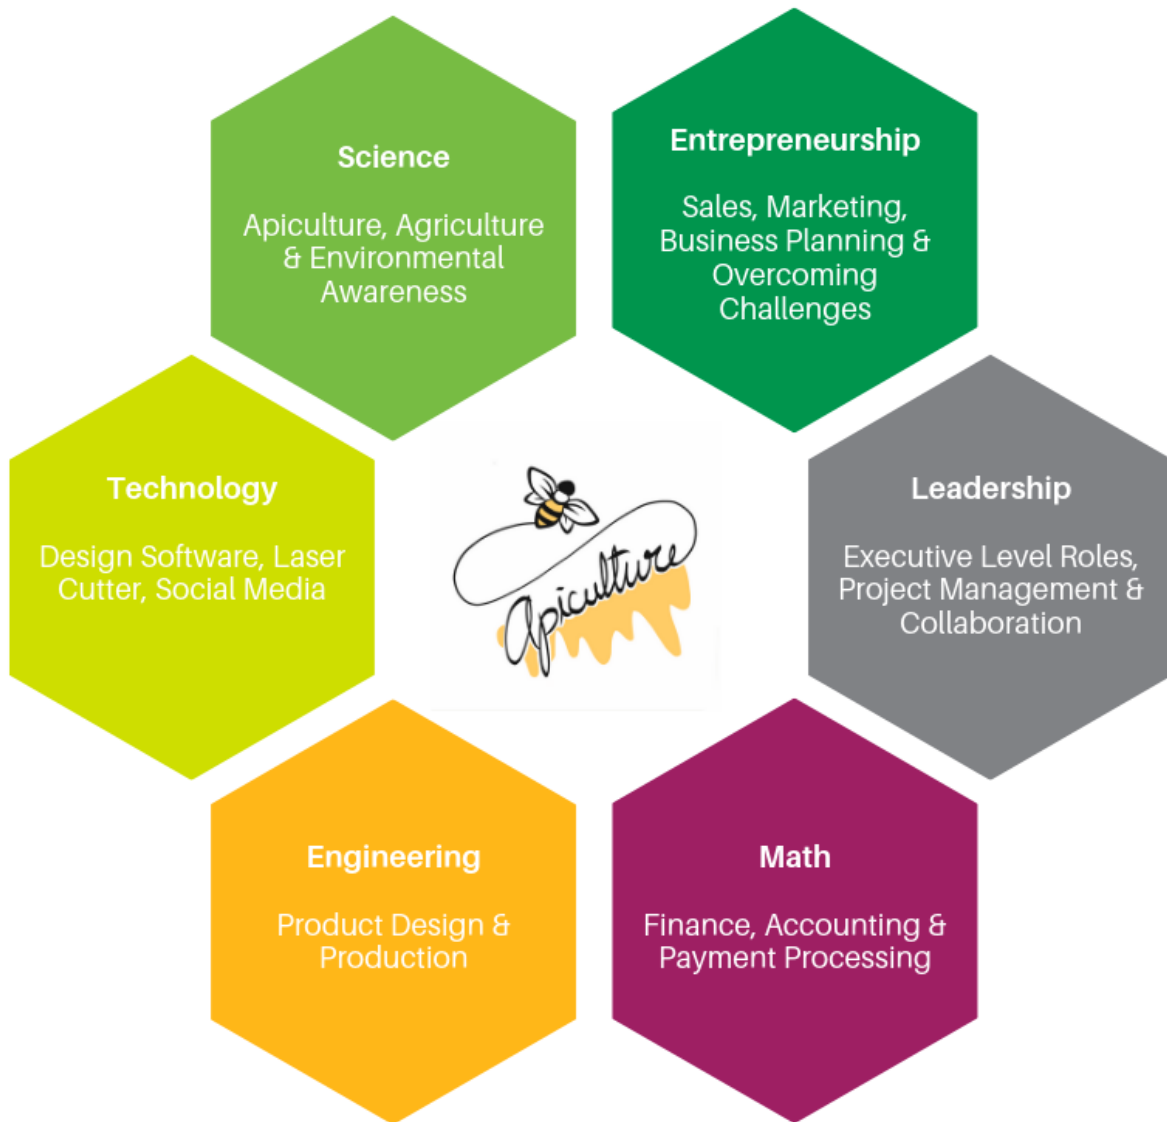 Science
Apiculture, Agriculture
& Environmental
Awareness
Entrepreneurship
Sales, Marketing,
Business Planning &
Overcoming
Challenges
Technology
Design Software, Laser
Cutter, Social Media
Apiculture
Leadership
Executive Level Roles,
Project Management &
Collaboration
Engineering
Product Design &
Production
Math
Finance, Accounting &
Payment Processing